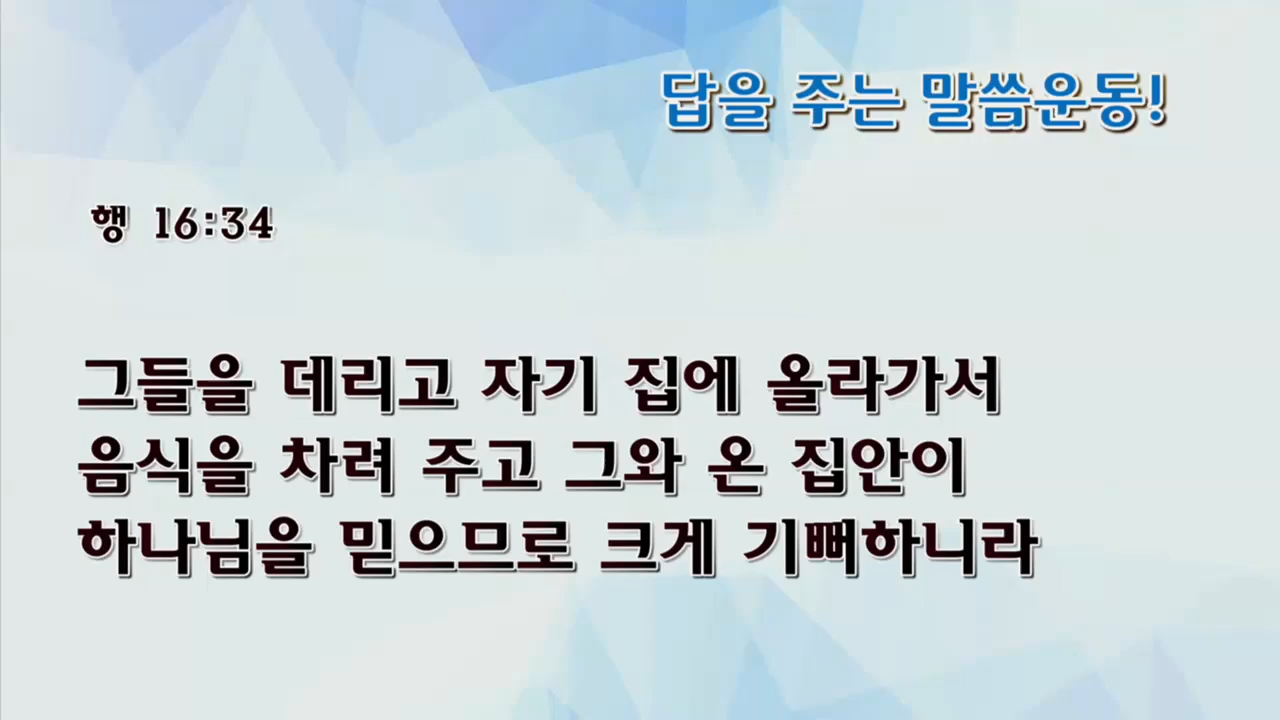 답을 주는 말씀운동!
행 16:34
그들을 데리고 자기 집에 올라가서
음식을 차려 주고 그와 온 집안이
하나님을 믿으므로 크게 기뻐하니라